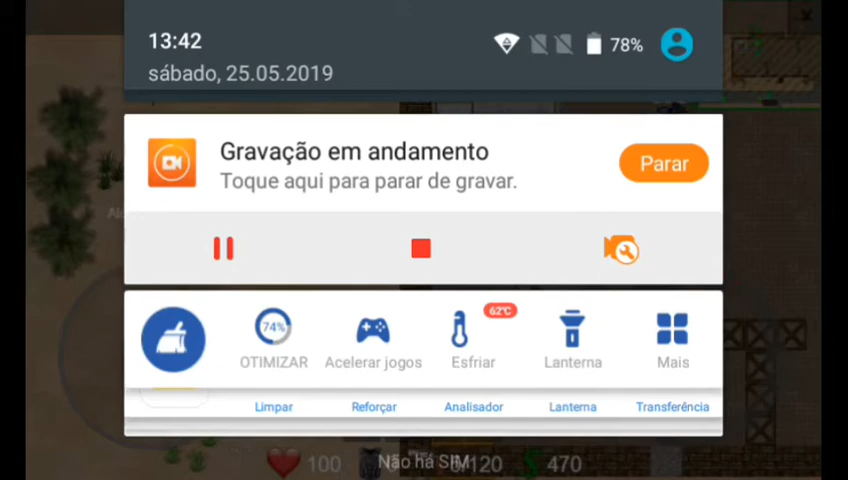 13:42
78%
sábado, 25.05.2019
Gravação em andamento
Toque aqui para parar de gravar.
Parar
62°C
74%
OTIMIZAR
Acelerar jogos
Esfriar
Lanterna
Mais
Limpar
Reforçar
Analisador
Lanterna
Transferência
100
Não há SIM
/120
470